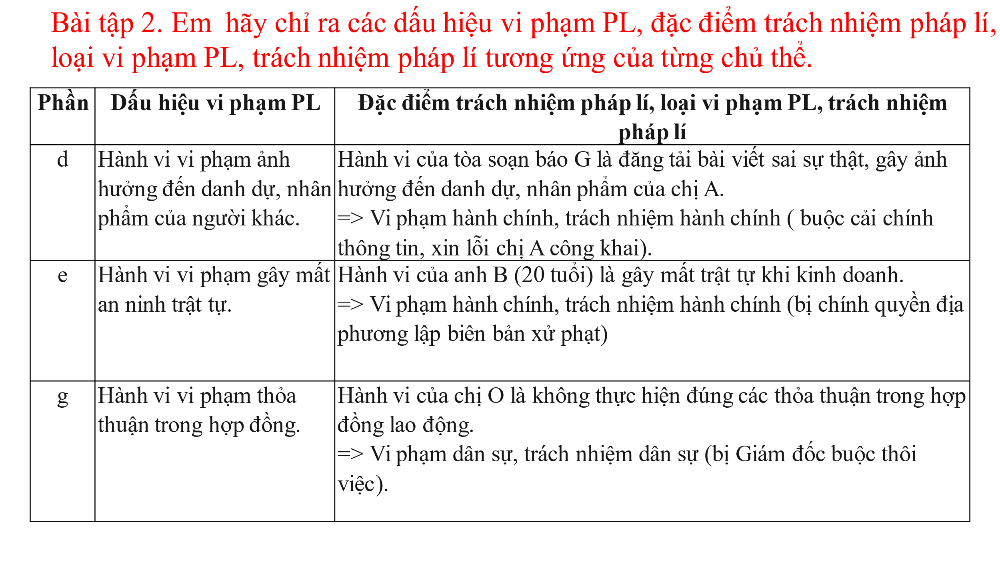 Bài tập 2. Em hãy chỉ ra các dấu hiệu vi phạm PL, đặc điểm trách nhiệm pháp lí,
loại vi phạm PL, trách nhiệm pháp lí tương ứng của từng chủ thể.
Phần
Dấu hiệu vi phạm PL
Đặc điểm trách nhiệm pháp lí, loại vi phạm PL, trách nhiệm
pháp lí
d
Hành vi vi phạm ảnh
hưởng đến danh dự, nhân
phẩm của người khác.
Hành vi của tòa soạn báo G là đăng tải bài viết sai sự thật, gây ảnh
hưởng đến danh dự, nhân phẩm của chị A.
=> Vi phạm hành chính, trách nhiệm hành chính ( buộc cải chính
thông tin, xin lỗi chị A công khai).
e
Hành vi vi phạm gây mất
an ninh trật tự.
Hành vi của anh B (20 tuổi) là gây mất trật tự khi kinh doanh.
=> Vi phạm hành chính, trách nhiệm hành chính (bị chính quyền địa
phương lập biên bản xử phạt)
g
Hành vi vi phạm thỏa
thuận trong hợp đồng.
Hành vi của chị O là không thực hiện đúng các thỏa thuận trong hợp
đồng lao động.
=> Vi phạm dân sự, trách nhiệm dân sự (bị Giám đốc buộc thôi
việc).